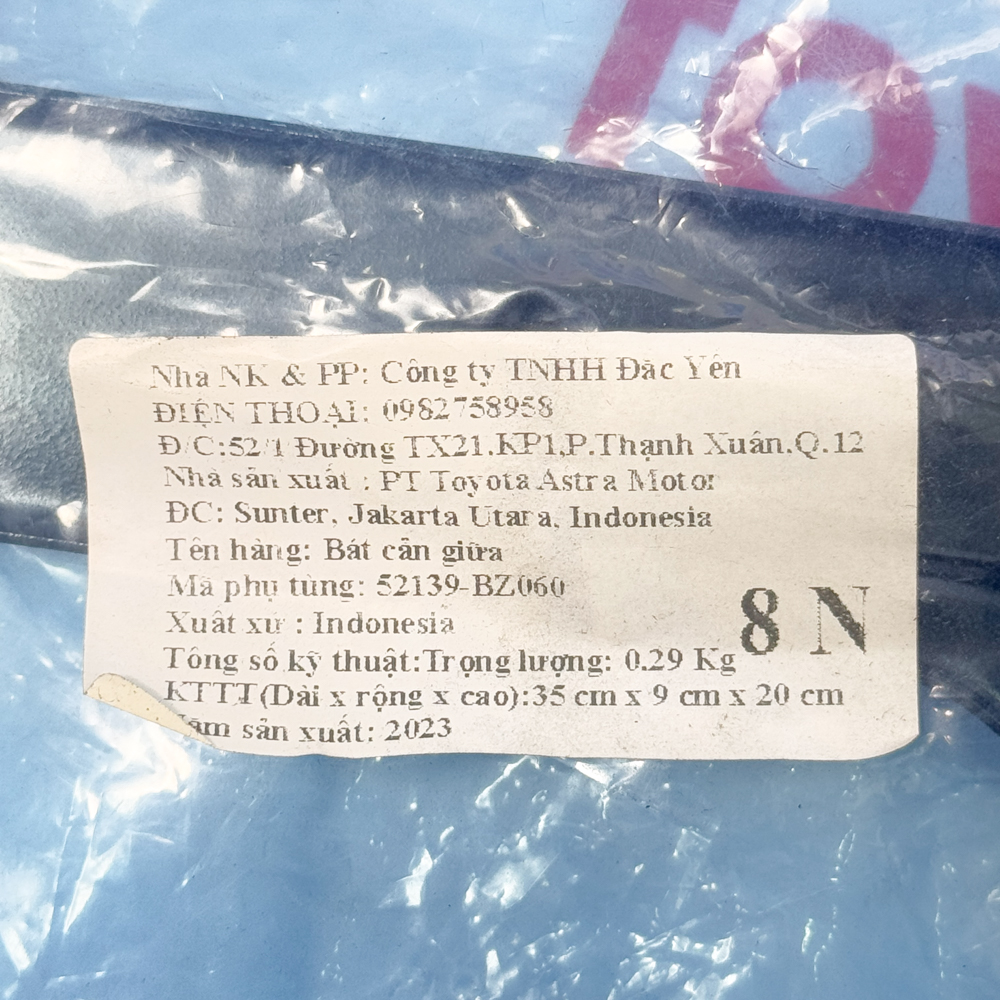 Nhà NK & PP: Công ty TNHH Đắc Yến
ĐIỆN THOẠI: 0982758958
Đ/C:52/1 Đường TX21.KP1,P.Thạnh Xuân.Q.12
Nhà sản xuất : PT Toyota Astra Motor
ĐC: Sunter, Jakarta Utara, Indonesia
Tên hàng: Bát cản giữa
Mã phụ tùng: 52139-BZ060
Xuất xứ : Indonesia
8 N
Tổng số kỹ thuật:Trọng lượng: 0.29 Kg
KTTT(Dài x rộng x cao):35 cm x 9 cm x 20 cm
Năm sản xuất: 2023